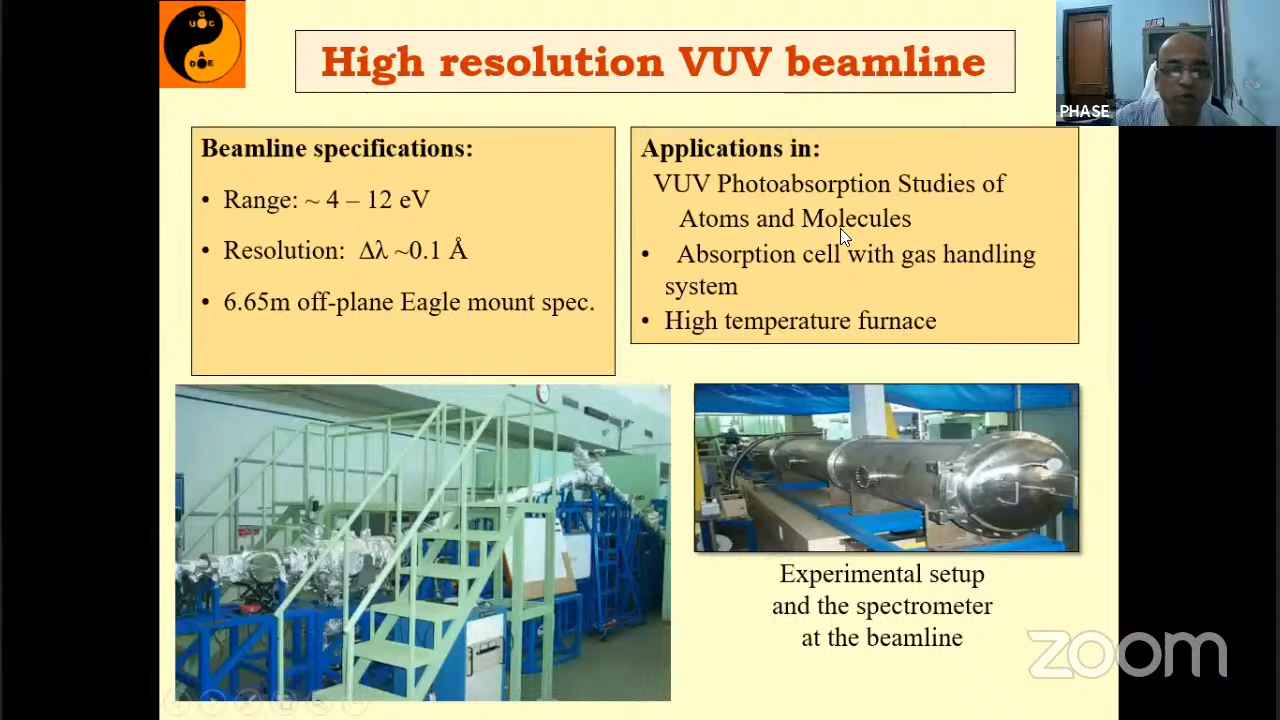 G
U G C
A
D E
High resolution VUV beamline
PHASE
Beamline specifications:
• Range: ~ 4 – 12 eV
• Resolution: Δλ ~0.1 Å
• 6.65m off-plane Eagle mount spec.
Applications in:
VUV Photoabsorption Studies of
Atoms and Molecules
• Absorption cell with gas handling
system
• High temperature furnace
Experimental setup
and the spectrometer
at the beamline
zoom